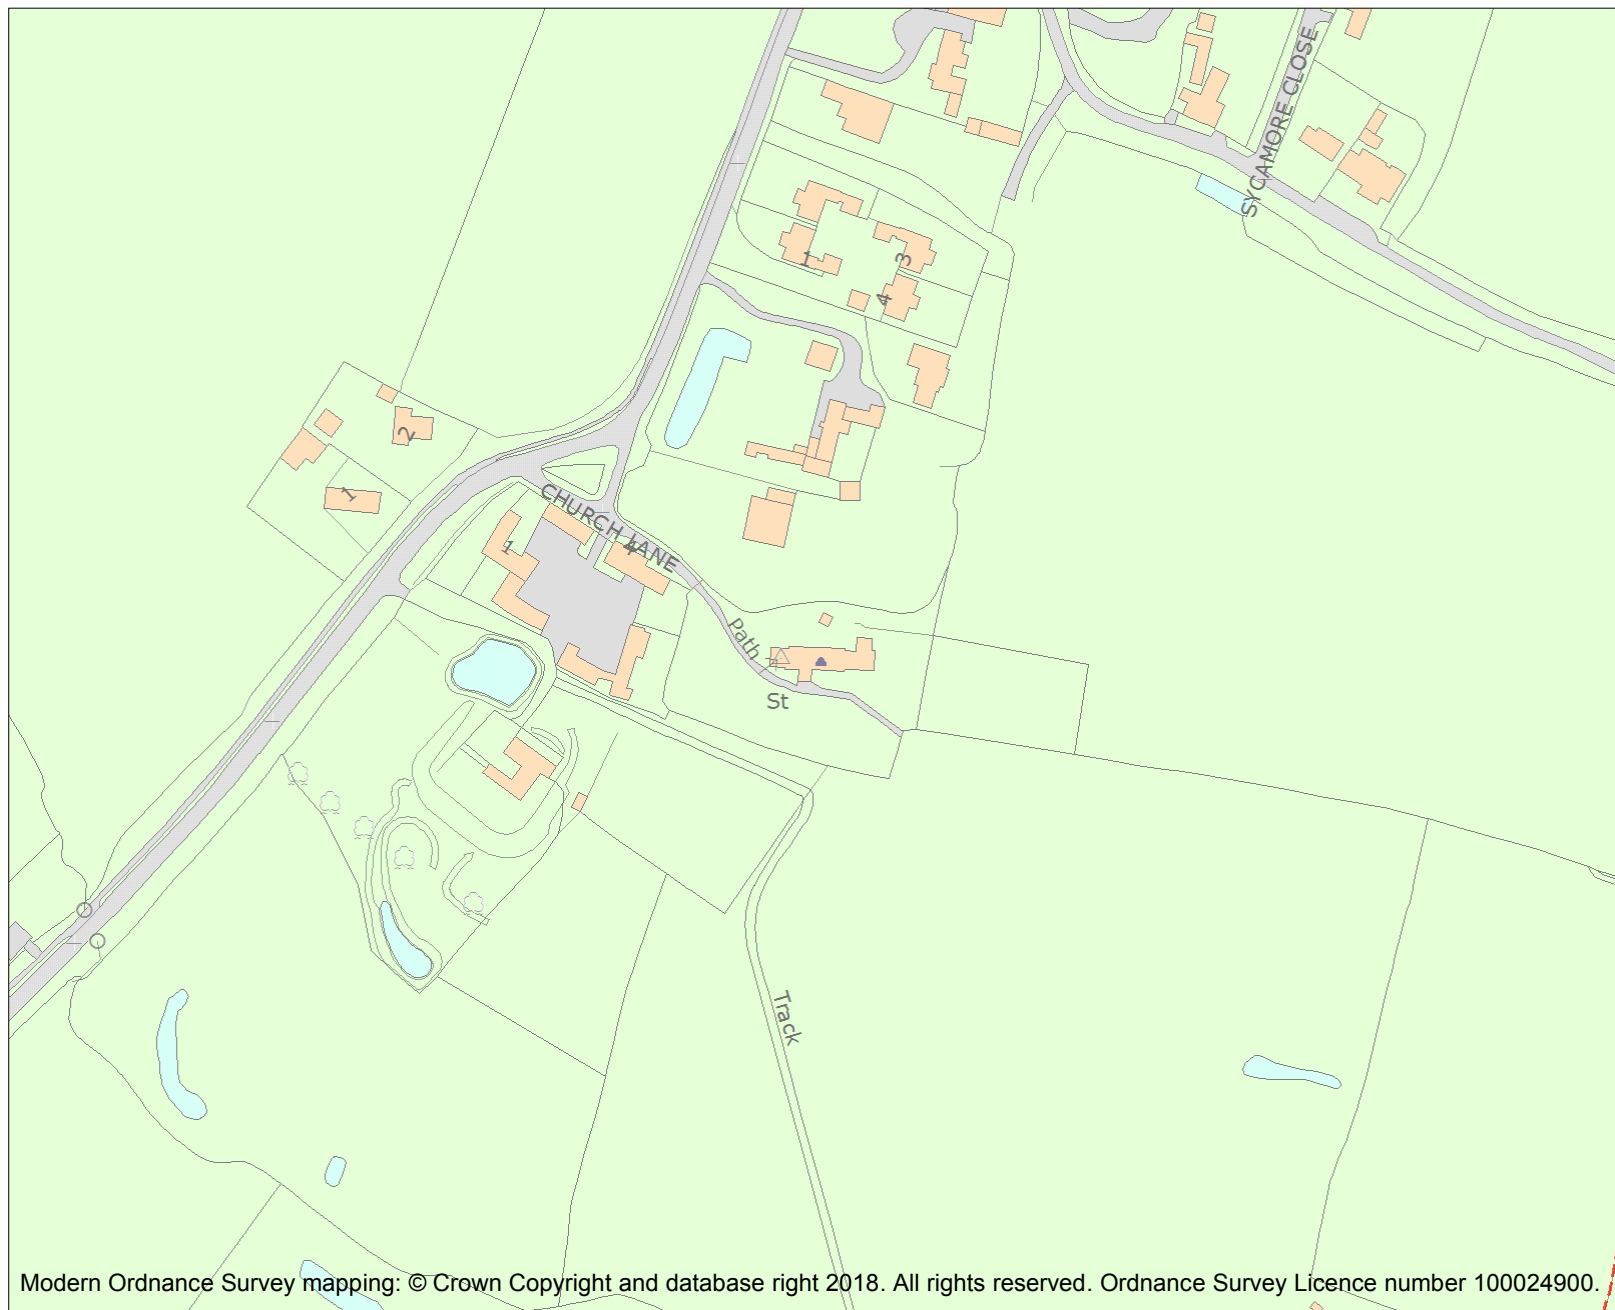 SYCAMORE CLOSE
1
3
4
2
1
CHURCH LANE
1
4
Path
St
Track
Modern Ordnance Survey mapping: © Crown Copyright and database right 2018. All rights reserved. Ordnance Survey Licence number 100024900.